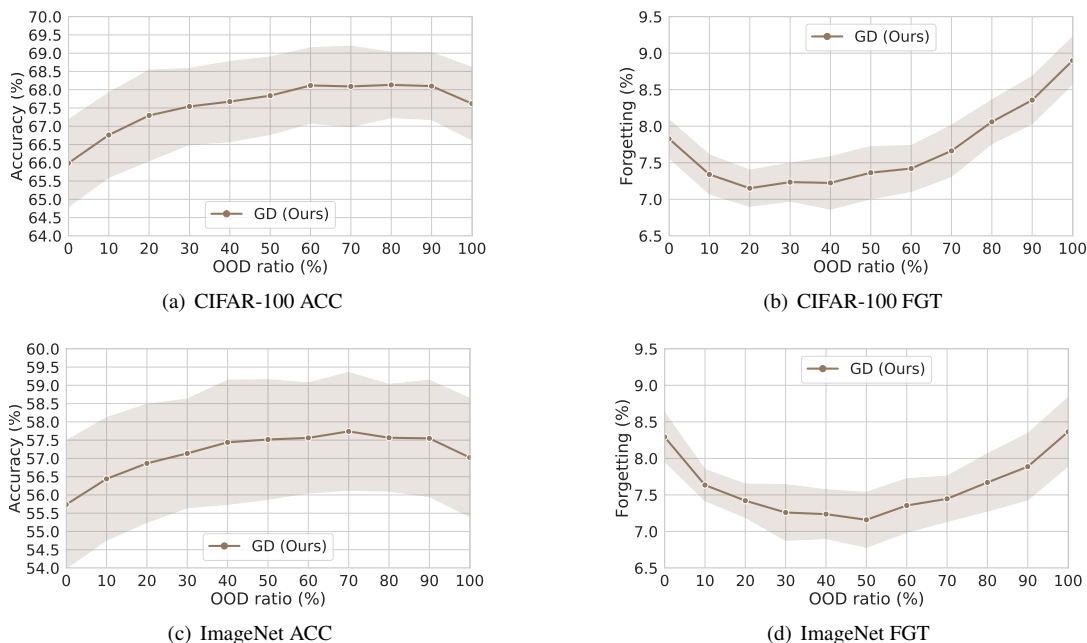 70.0
69.5
69.0
68.5
68.0
67.5
67.0
66.5
66.0
65.5
65.0
64.5
64.0
Accuracy (%)
GD (Ours)
0 10 20 30 40 50 60 70 80 90 100
OOD ratio (%)
(a) CIFAR-100 ACC
9.5
9.0
8.5
8.0
7.5
7.0
6.5
Forgetting (%)
GD (Ours)
0 10 20 30 40 50 60 70 80 90 100
OOD ratio (%)
(b) CIFAR-100 FGT
60.0
59.5
59.0
58.5
58.0
57.5
57.0
56.5
56.0
55.5
55.0
54.5
54.0
Accuracy (%)
GD (Ours)
0 10 20 30 40 50 60 70 80 90 100
OOD ratio (%)
(c) ImageNet ACC
9.5
9.0
8.5
8.0
7.5
7.0
6.5
Forgetting (%)
GD (Ours)
0 10 20 30 40 50 60 70 80 90 100
OOD ratio (%)
(d) ImageNet FGT